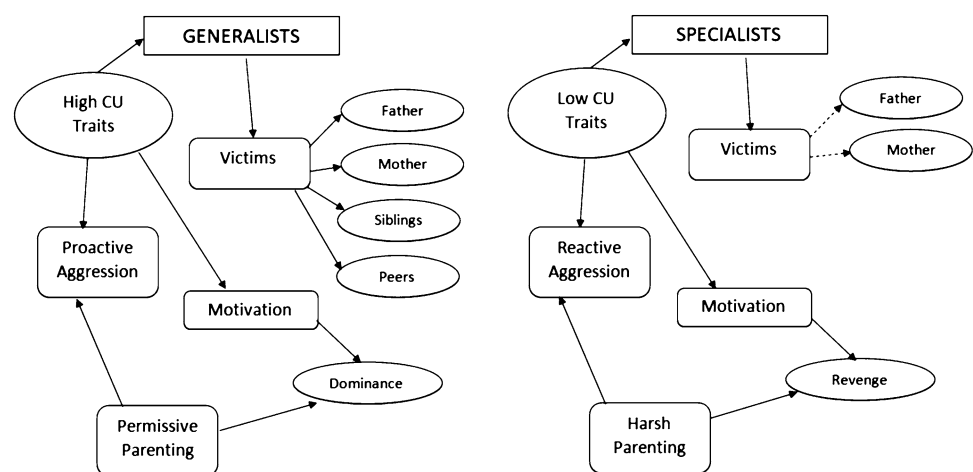 GENERALISTS
High CU
Traits
Father
Victims
Mother
Siblings
Peers
Proactive
Aggression
Motivation
Dominance
Permissive
Parenting
SPECIALISTS
Low CU
Traits
Father
Victims
Mother
Reactive
Aggression
Motivation
Revenge
Harsh
Parenting